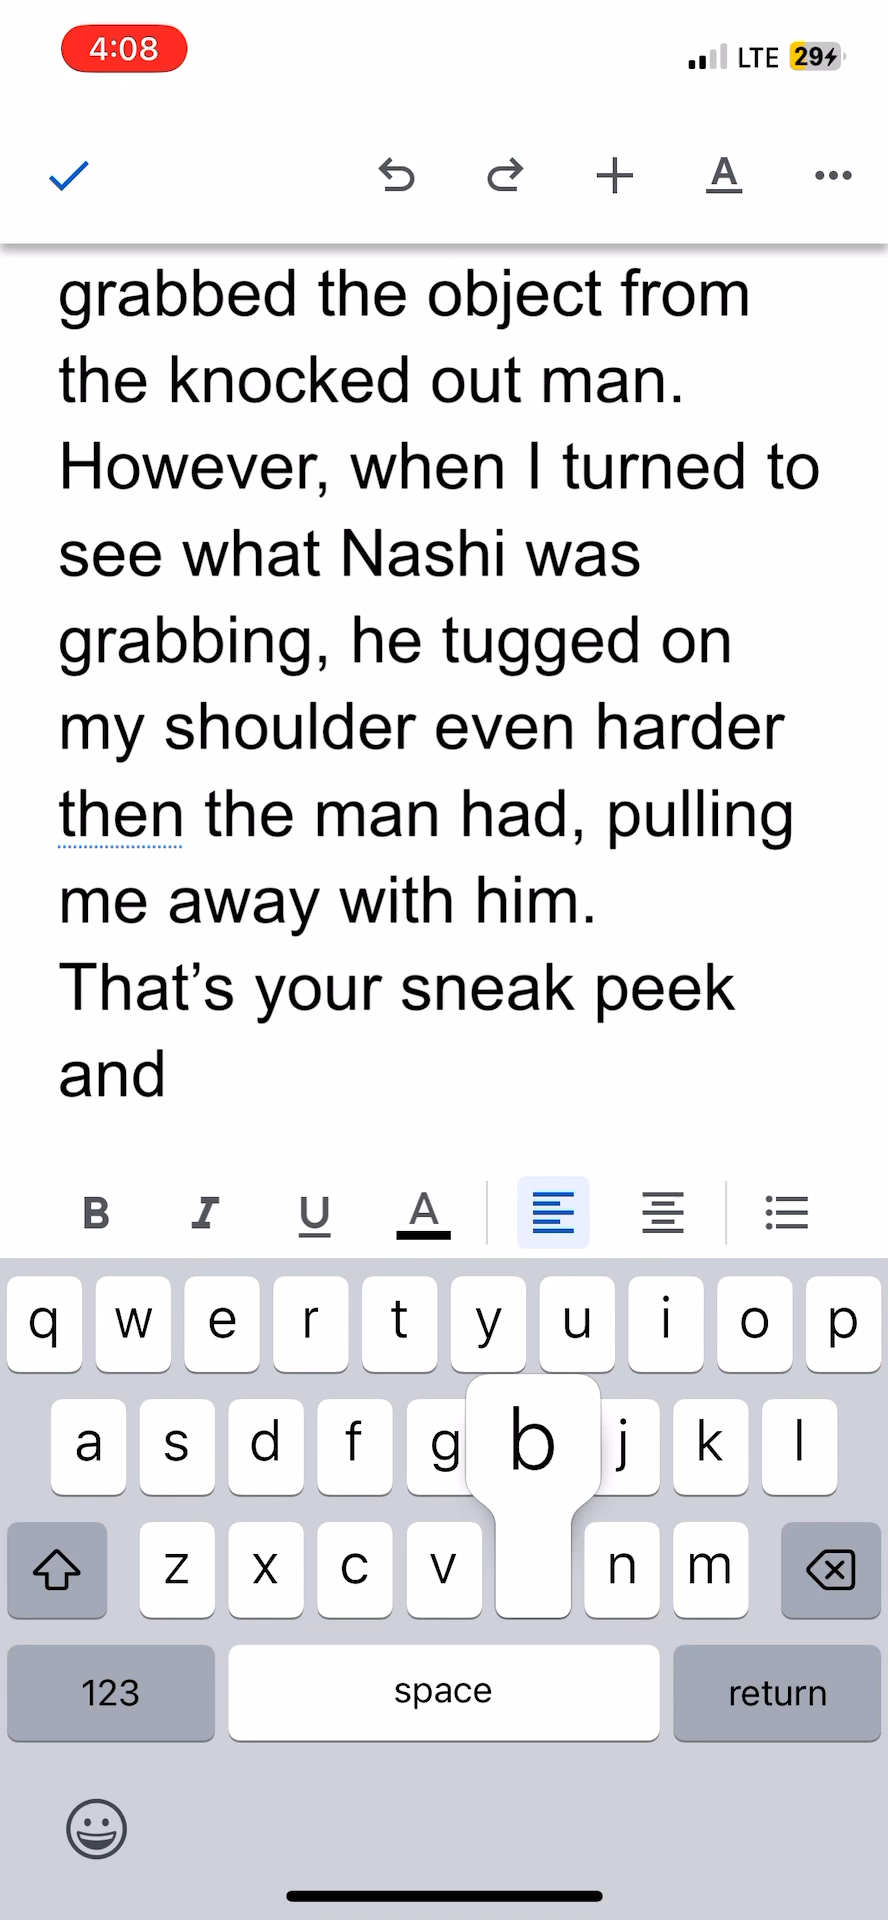 4:08
LTE 29
A
grabbed the object from
the knocked out man.
However, when I turned to
see what Nashi was
grabbing, he tugged on
my shoulder even harder
then the man had, pulling
me away with him.
That’s your sneak peek
and
B I U A
q w e r t y u i o p
a s d f g b j k l
z x c v n m
123 space return